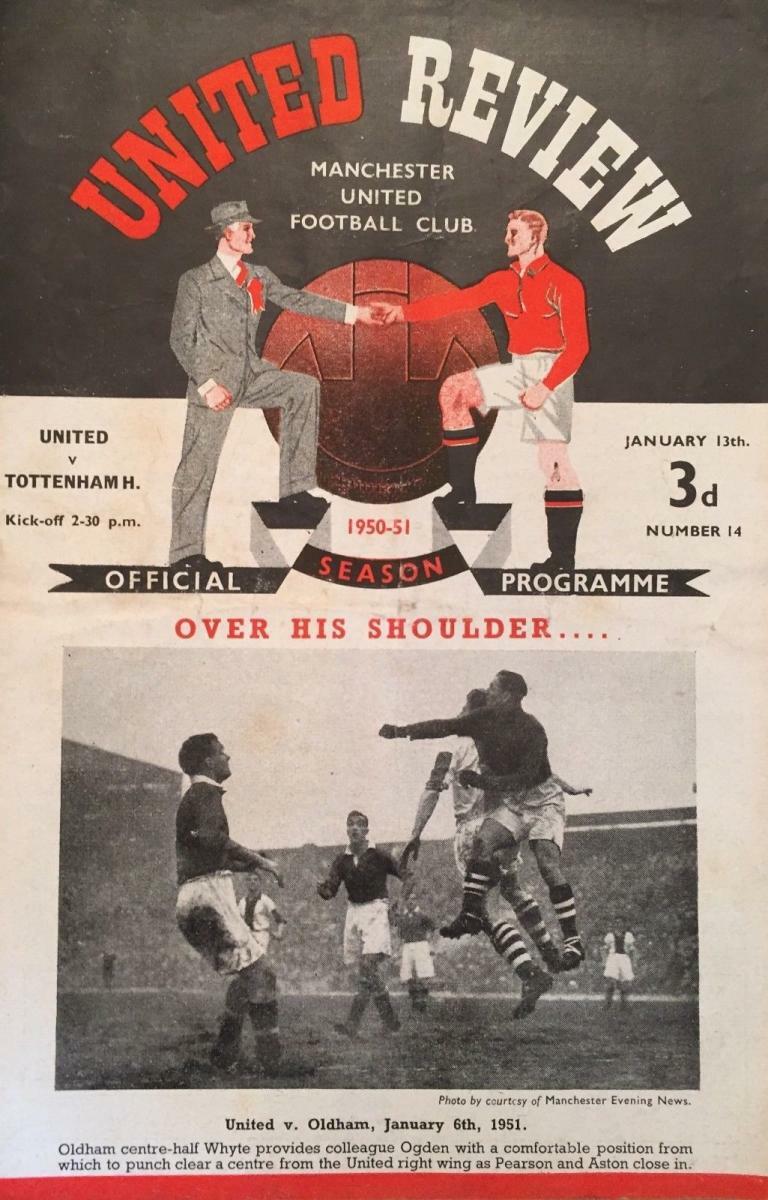 UNITED REVIEW
MANCHESTER
UNITED
FOOTBALL CLUB
UNITED
v
TOTTENHAM H.
Kick-off 2-30 p.m.
JANUARY 13th.
3d
NUMBER 14
1950-51
OFFICIAL SEASON PROGRAMME
OVER HIS SHOULDER....
Photo by courtesy of Manchester Evening News.
United v. Oldham, January 6th, 1951.
Oldham centre-half Whyte provides colleague Ogden with a comfortable position from
which to punch clear a centre from the United right wing as Pearson and Aston close in.